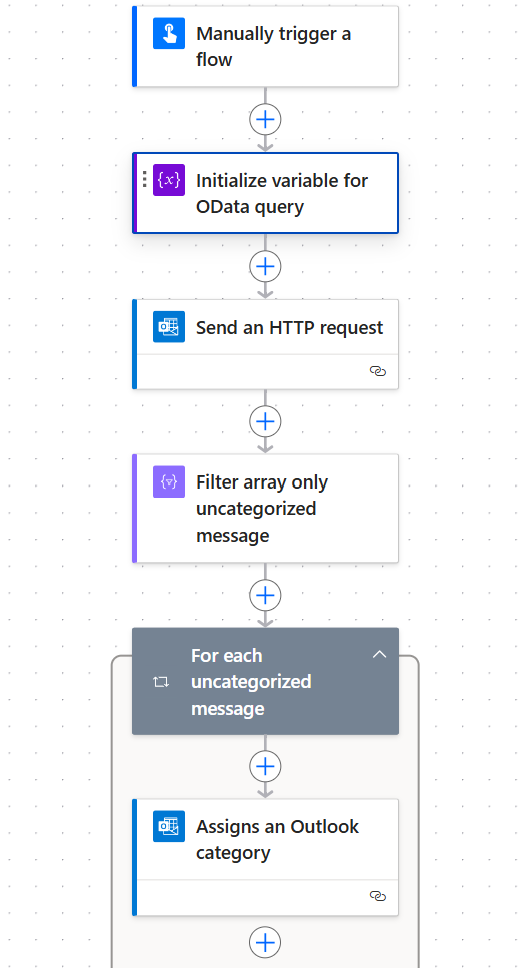 Manually trigger a
flow
{x}
Initialize variable for
OData query
Send an HTTP request
Filter array only
uncategorized
message
For each
uncategorized
message
Assigns an Outlook
category